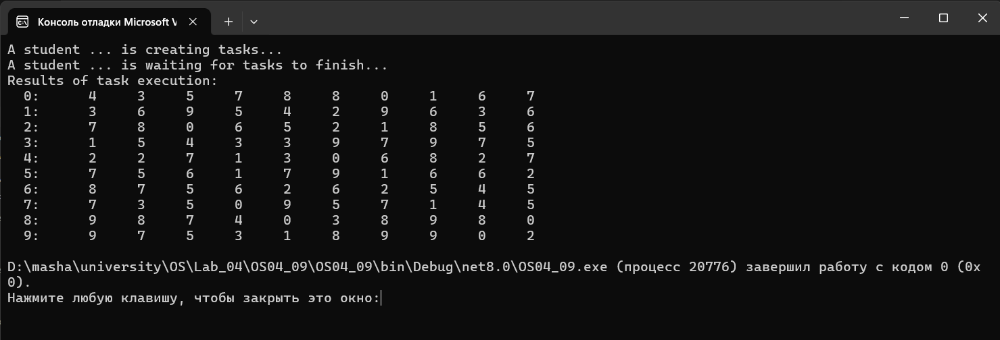 Консоль отладки Microsoft V
A student ... is creating tasks...
A student ... is waiting for tasks to finish...
Results of task execution:
0: 4 3 5 7 8 8 0 1 6 7
1: 3 6 9 5 4 2 9 6 3 6
2: 7 8 0 6 5 2 1 8 5 6
3: 1 5 4 3 3 9 7 9 7 5
4: 2 2 7 1 3 0 6 8 2 7
5: 7 5 6 1 7 9 1 6 6 2
6: 8 7 5 6 2 6 2 5 4 5
7: 7 3 5 0 9 5 7 1 4 5
8: 9 8 7 4 0 3 8 9 8 0
9: 9 7 5 3 1 8 9 9 0 2
D:\masha\university\OS\Lab_04\OS04_09\OS04_09\bin\Debug\net8.0\OS04_09.exe (процесс 20776) завершил работу с кодом 0 (0x
0).
Нажмите любую клавишу, чтобы закрыть это окно: